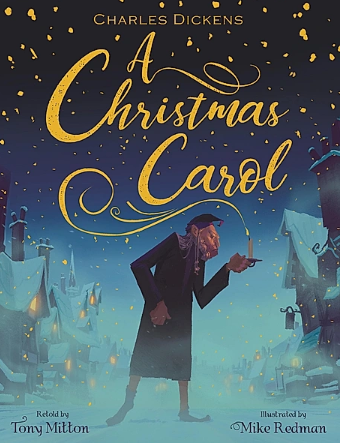 CHARLES DICKENS
A
Christmas
Carol
Retold by
Tony Mitton
Illustrated by
Mike Redman